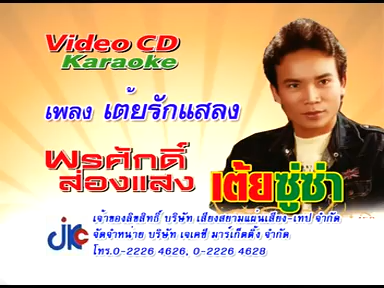 Video CD
Karaoke
เพลง เต้ยรักแสลง
พรศักดิ์
ส่องแสง
เต้ยซู่ซ่า
เจ้าของลิขสิทธิ์ บริษัท เสียงสยามแผ่นเสียง-เทป จำกัด
JKC
จัดจำหน่าย บริษัท เจเคซี มาร์เก็ตติ้ง จำกัด
โทร.0-2226 4626, 0-2226 4628